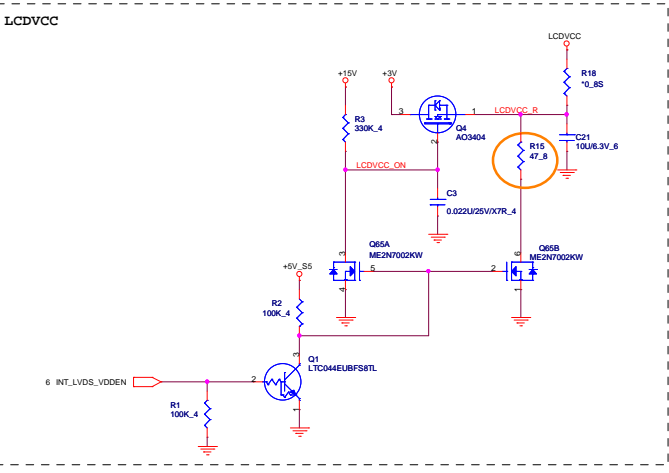 LCDVCC
LCDVCC
+15V
+3V
R18
*0_8S
3
1
LCDVCC_R
R3
330K_4
Q4
AO3404
2
C21
10U/6.3V_6
R15
47_8
LCDVCC_ON
C3
0.022U/25V/X7R_4
Q65A
ME2N7002KW
Q65B
ME2N7002KW
3
5
4
6
2
1
+5V_S5
R2
100K_4
Q1
LTC044EUBFS8TL
3
2
1
6 INT_LVDS_VDDEN
R1
100K_4